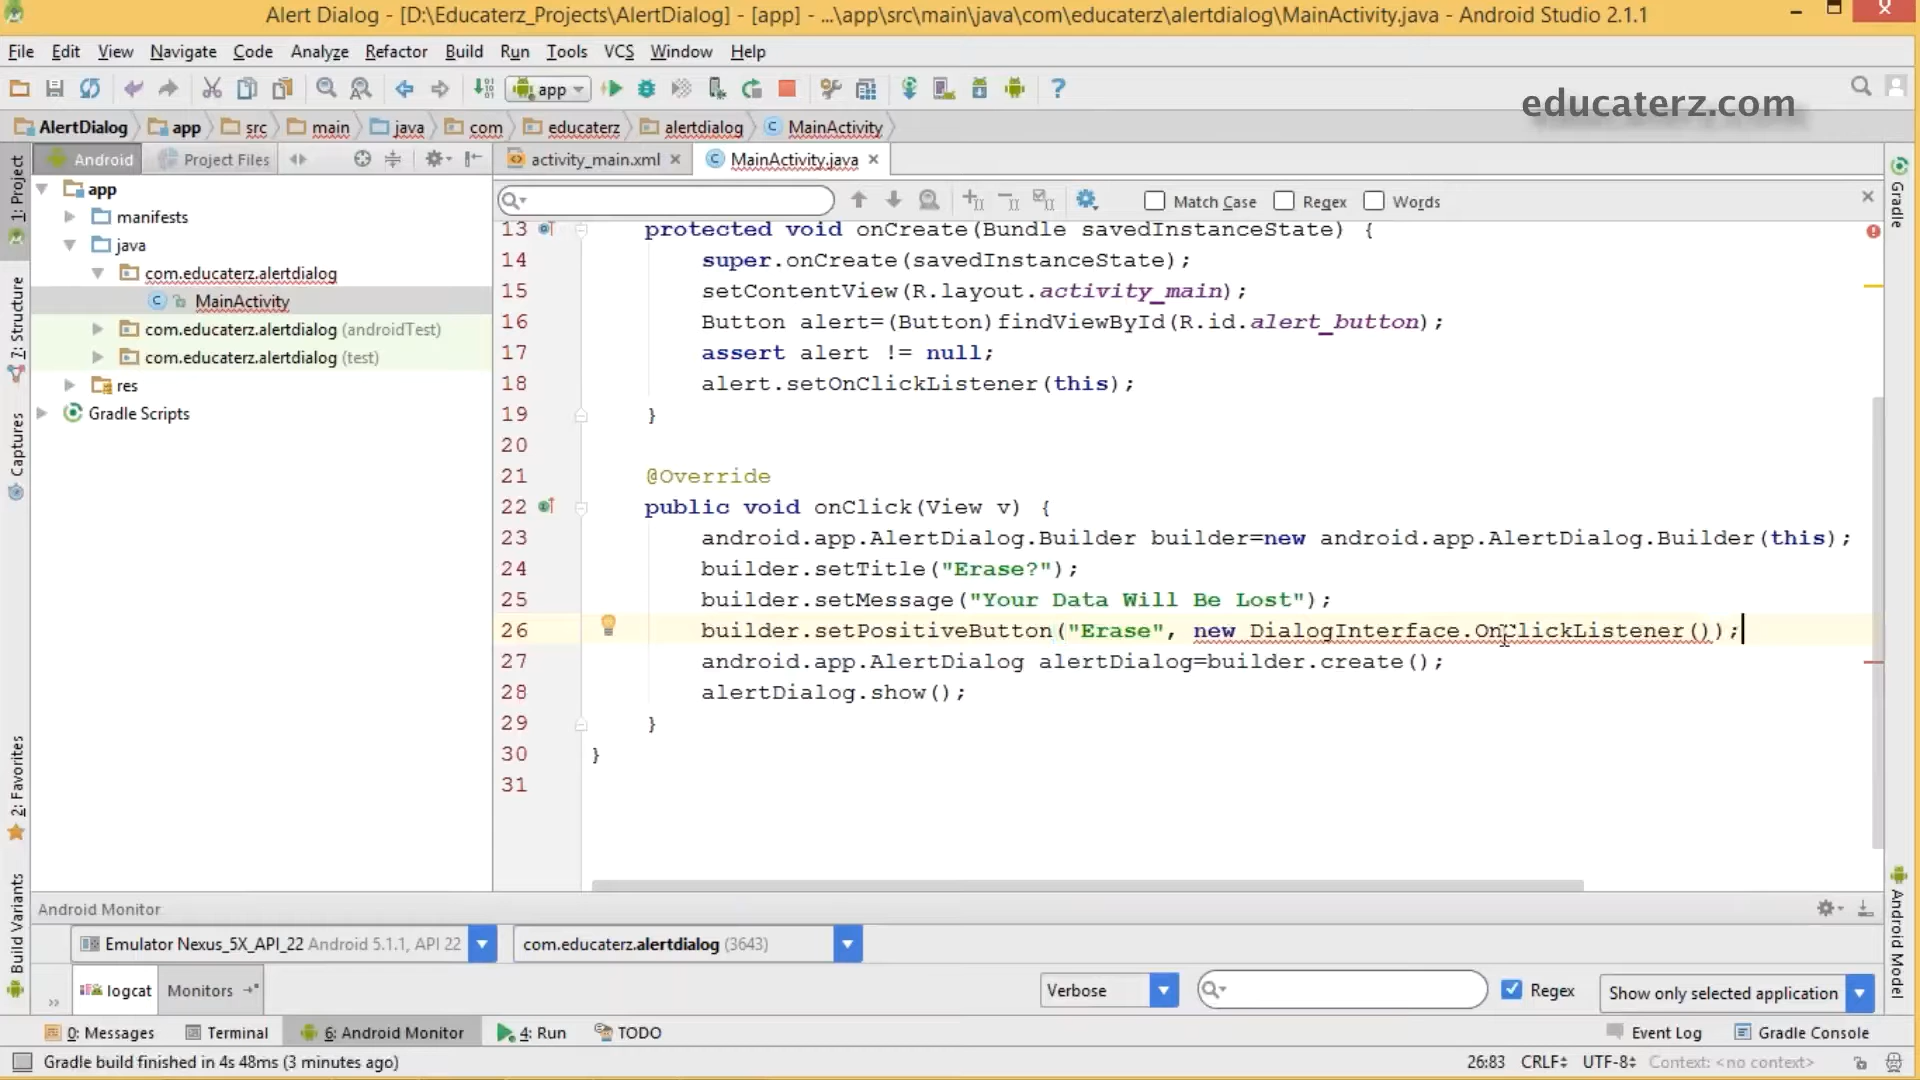 Alert Dialog - [D:\Educaterz_Projects\AlertDialog] - [app] - ...\app\src\main\java\com\educaterz\alertdialog\MainActivity.java - Android Studio 2.1.1
File Edit View Navigate Code Analyze Refactor Build Run Tools VCS Window Help
app
educaterz.com
AlertDialog app src main java com educaterz alertdialog MainActivity
Android Project Files
activity_main.xml MainActivity.java
1: Project
7: Structure
Captures
2: Favorites
Build Variants
app
manifests
java
com.educaterz.alertdialog
MainActivity
com.educaterz.alertdialog (androidTest)
com.educaterz.alertdialog (test)
res
Gradle Scripts
Match Case Regex Words
13 protected void onCreate(Bundle savedInstanceState) {
14 super.onCreate(savedInstanceState);
15 setContentView(R.layout.activity_main);
16 Button alert=(Button)findViewById(R.id.alert_button);
17 assert alert != null;
18 alert.setOnClickListener(this);
19 }
20
21 @Override
22 public void onClick(View v) {
23 android.app.AlertDialog.Builder builder=new android.app.AlertDialog.Builder(this);
24 builder.setTitle("Erase?");
25 builder.setMessage("Your Data Will Be Lost");
26 builder.setPositiveButton("Erase", new DialogInterface.OnClickListener());
27 android.app.AlertDialog alertDialog=builder.create();
28 alertDialog.show();
29 }
30 }
31
Gradle
Android Model
Android Monitor
Emulator Nexus_5X_API_22 Android 5.1.1, API 22 com.educaterz.alertdialog (3643)
logcat Monitors Verbose Regex Show only selected application
0: Messages Terminal 6: Android Monitor 4: Run TODO Event Log Gradle Console
Gradle build finished in 4s 48ms (3 minutes ago) 26:83 CRLF UTF-8 Context: <no context>